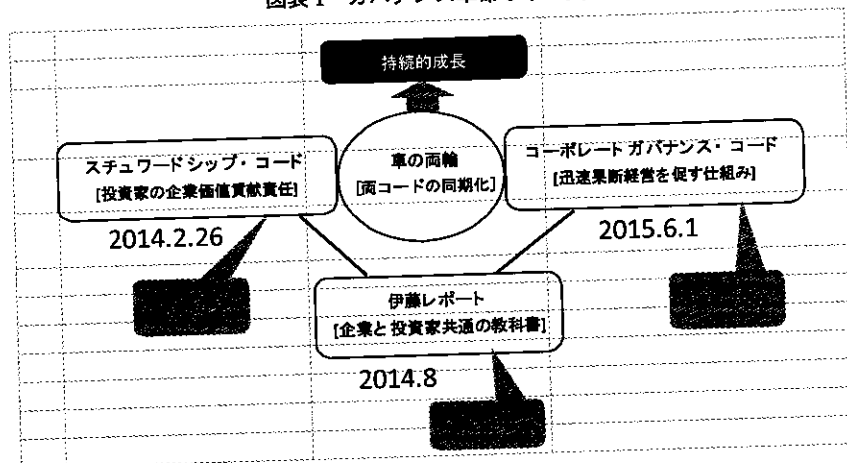 持続的成長
スチュワードシップ・コード
[投資家の企業価値貢献責任]
2014.2.26
車の両輪
[両コードの同期化]
コーポレートガバナンス・コード
[迅速果断経営を促す仕組み]
2015.6.1
伊藤レポート
[企業と投資家共通の教科書]
2014.8